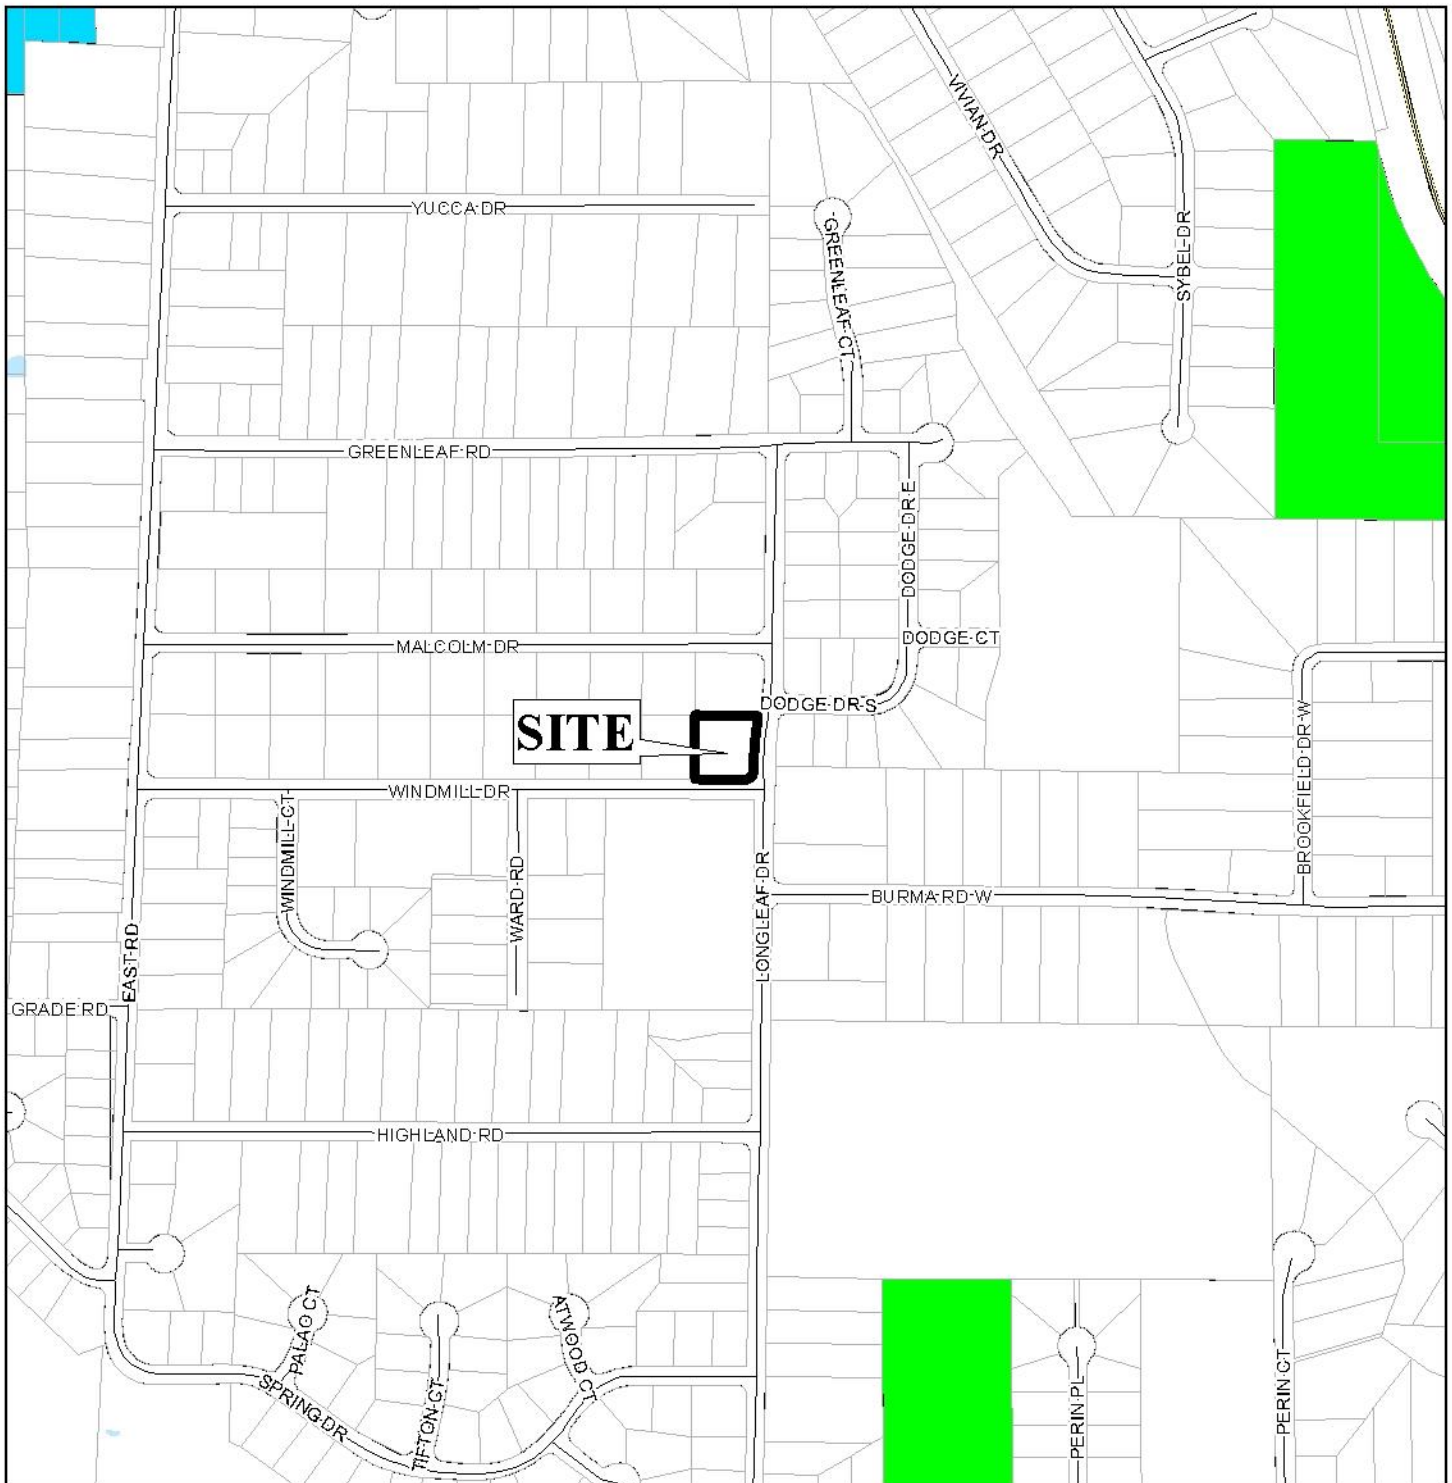 VIVIAN DR
YUCCA DR
GREENLEAF CT
SYBEL DR
GREENLEAF RD
DODGE DR E
DODGE CT
MALCOLM DR
DODGE DR S
SITE
BROOKFIELD DR W
WINDMILL DR
WINDMILL CT
WARD RD
LONGLEAF DR
BURMA RD W
EAST RD
GRADE RD
HIGHLAND RD
PALAO CT
ATWOOD CT
SPRING DR
TIFTON CT
PERIN PL
PERIN CT